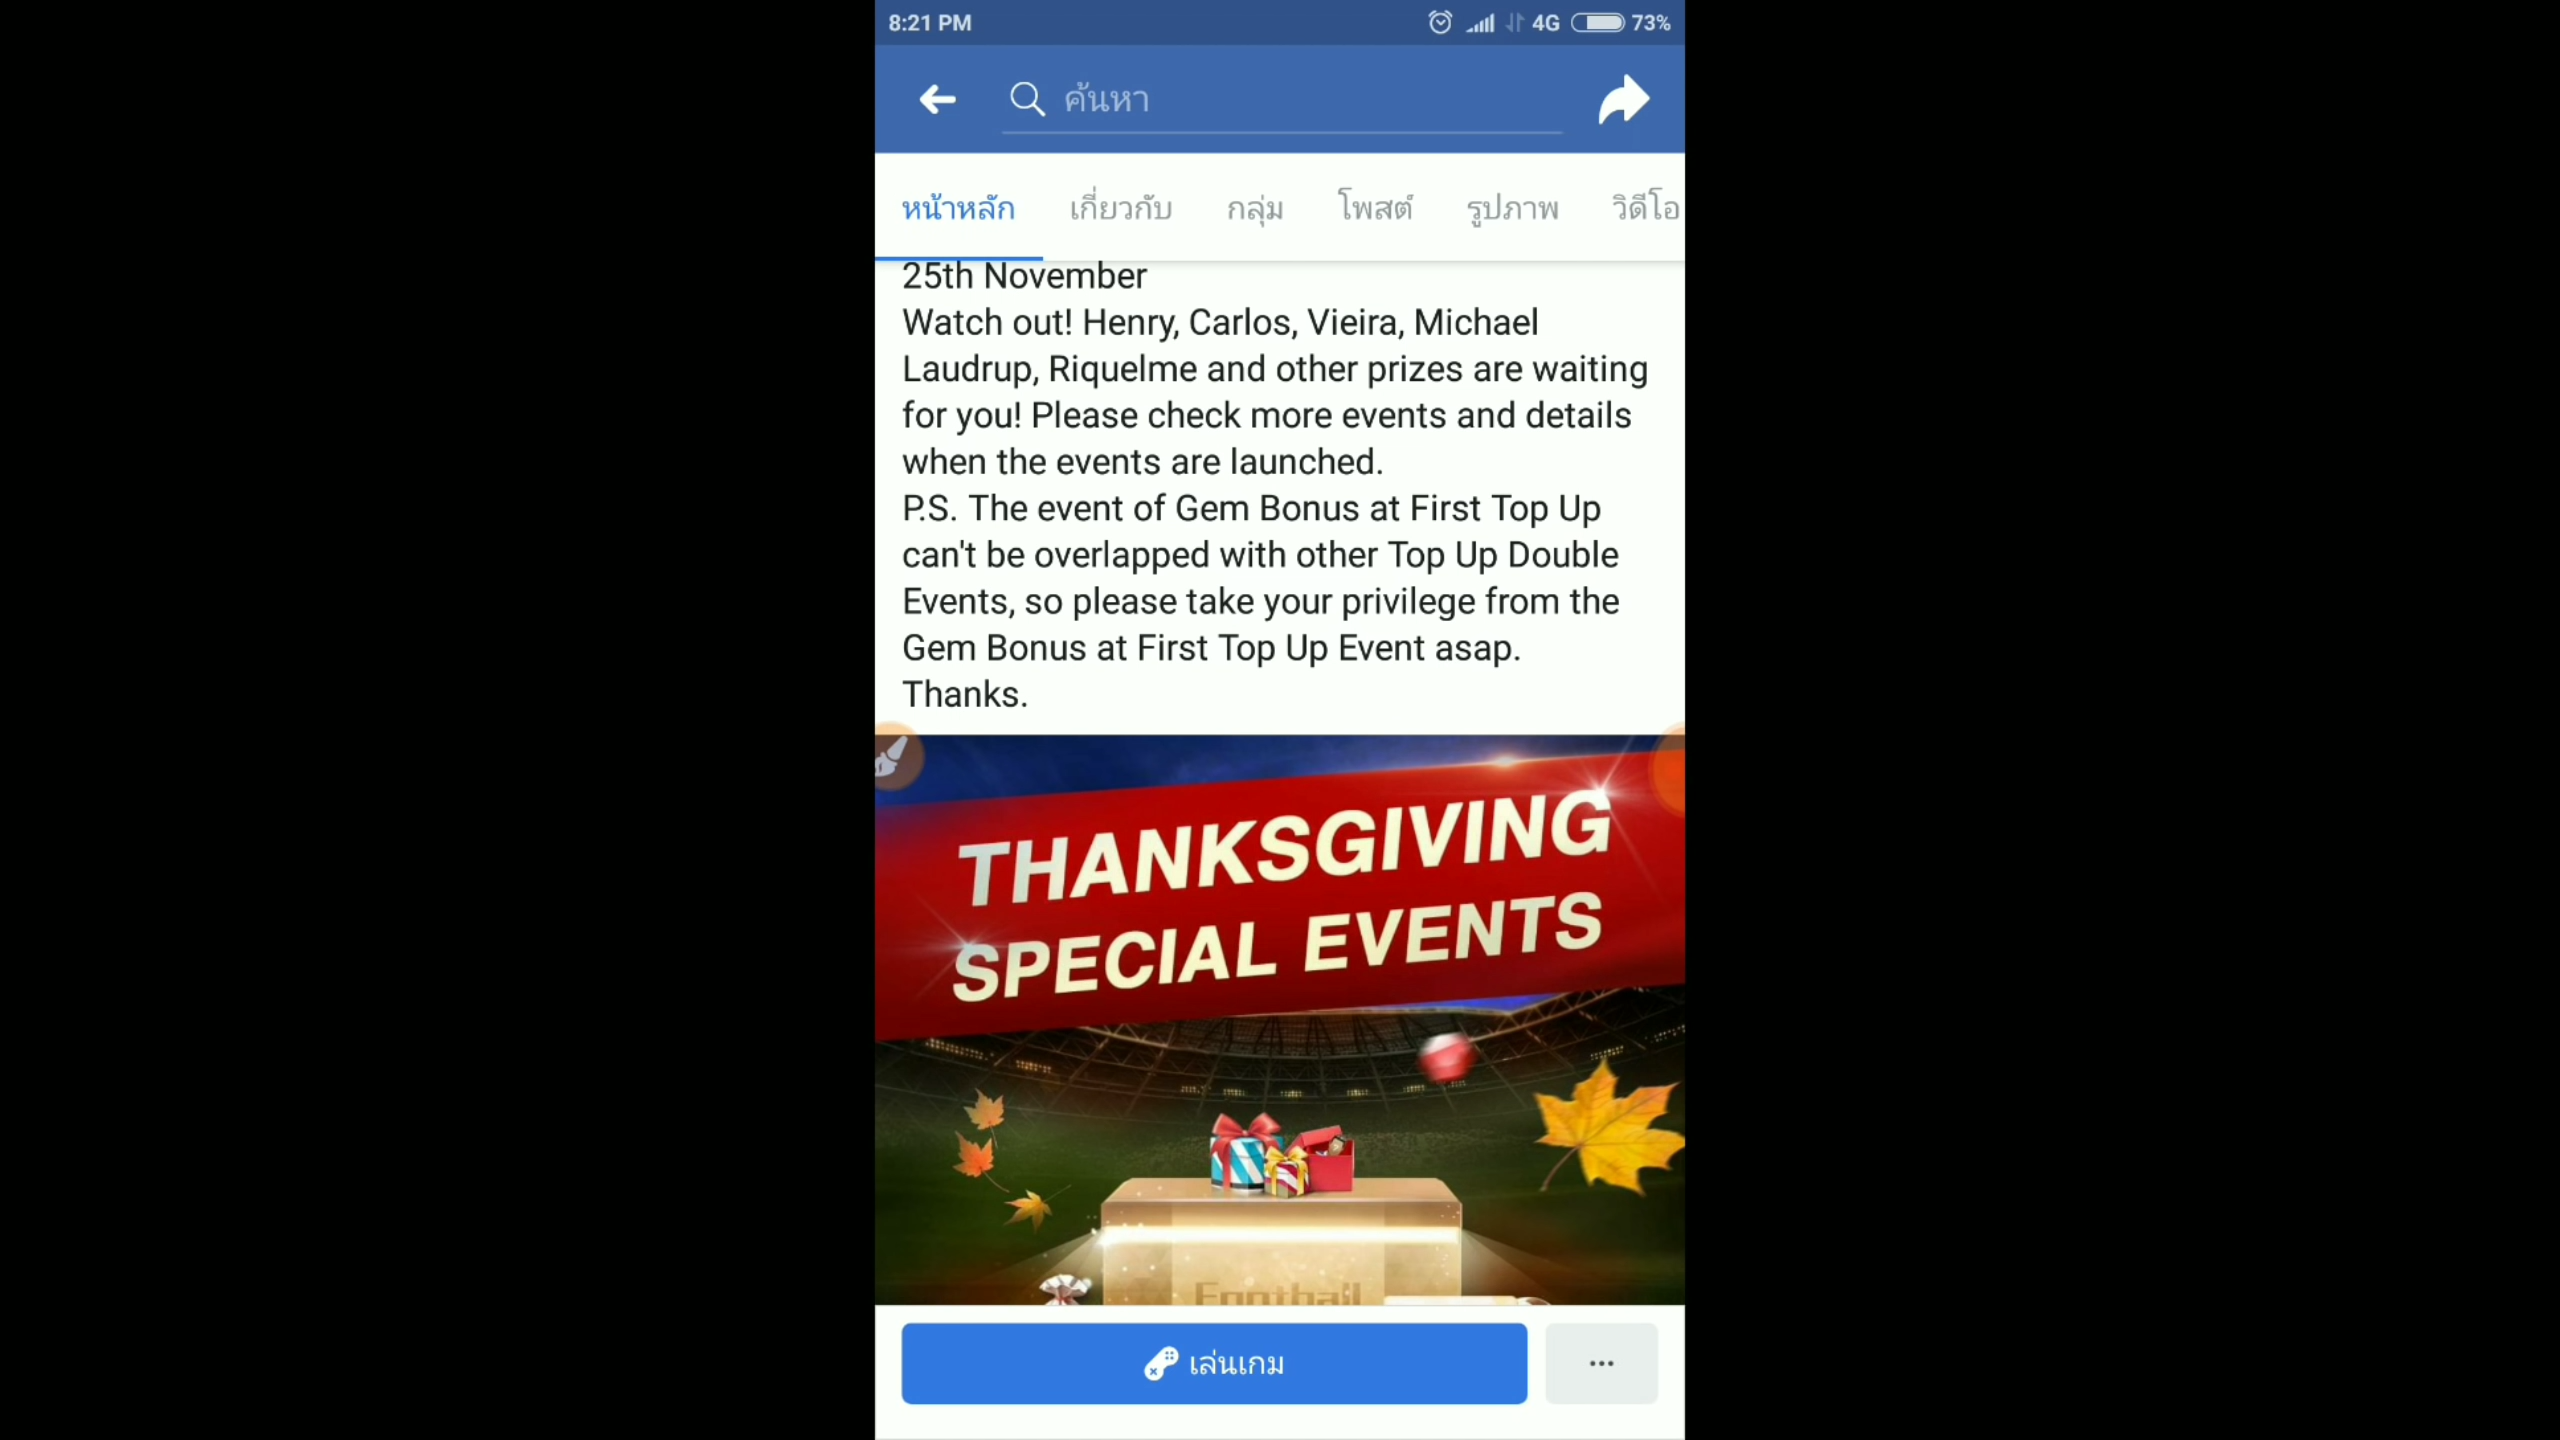 8:21 PM
4G 73%
ค้นหา
หน้าหลัก เกี่ยวกับ กลุ่ม โพสต์ รูปภาพ วิดีโอ
25th November
Watch out! Henry, Carlos, Vieira, Michael
Laudrup, Riquelme and other prizes are waiting
for you! Please check more events and details
when the events are launched.
P.S. The event of Gem Bonus at First Top Up
can't be overlapped with other Top Up Double
Events, so please take your privilege from the
Gem Bonus at First Top Up Event asap.
Thanks.
THANKSGIVING
SPECIAL EVENTS
Football
เล่นเกม